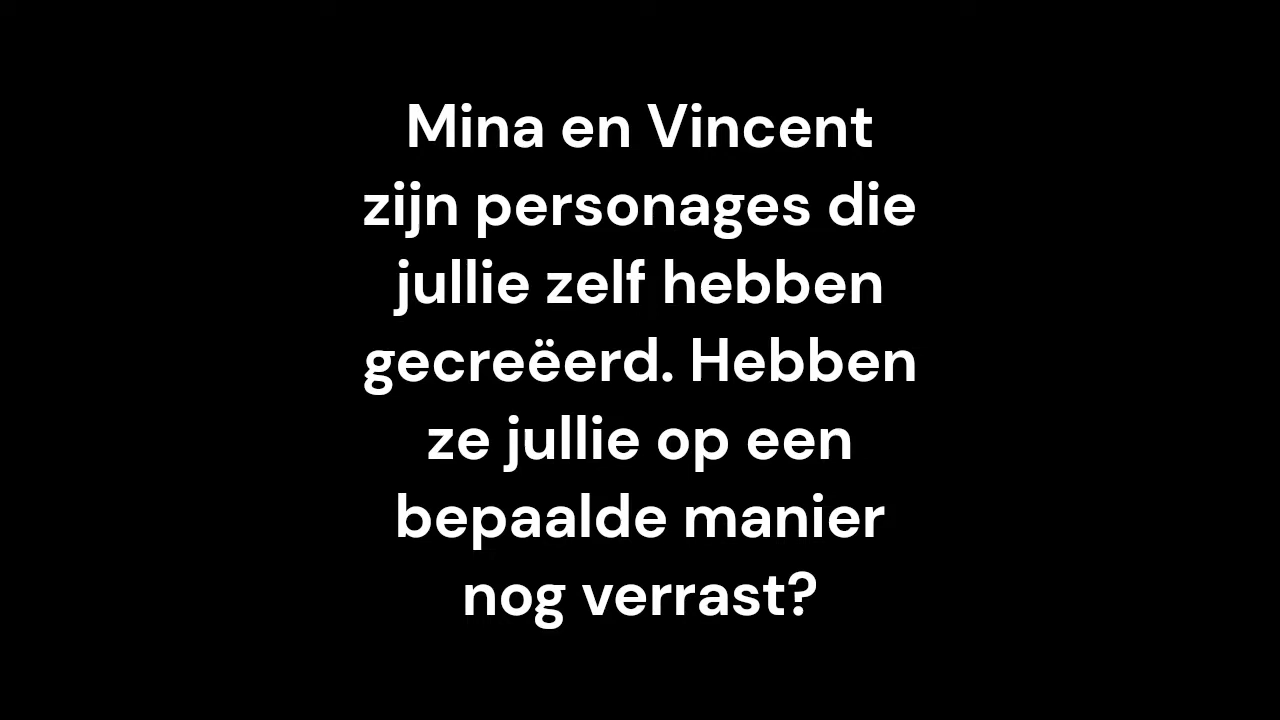 Mina en Vincent
zijn personages die
jullie zelf hebben
gecreëerd. Hebben
ze jullie op een
bepaalde manier
nog verrast?